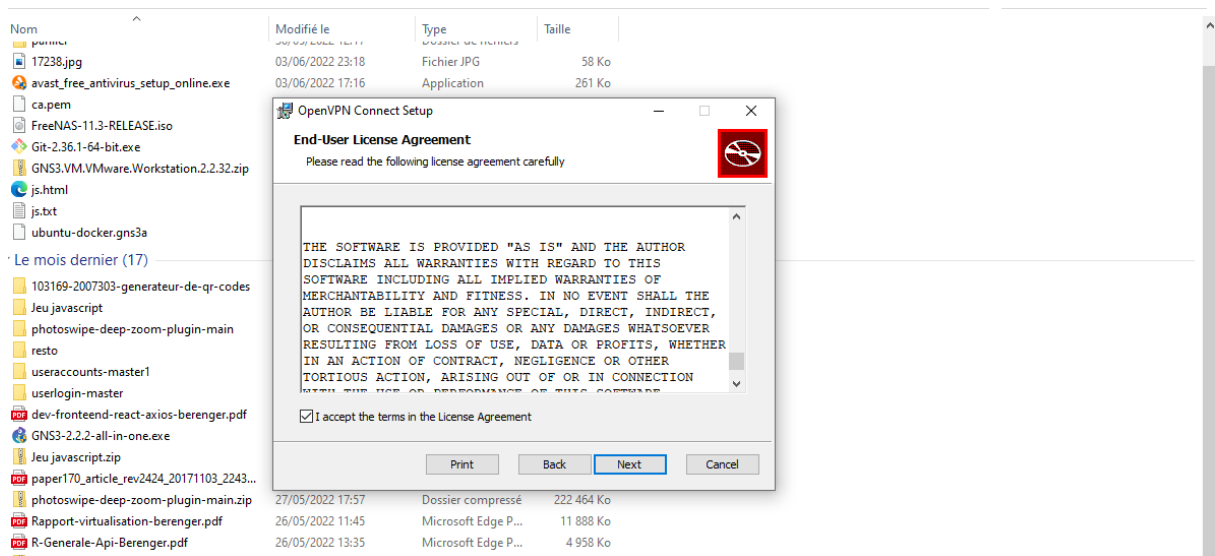 Nom Modifié le Type Taille
17238.jpg 03/06/2022 23:18 Fichier JPG 58 Ko
avast_free_antivirus_setup_online.exe 03/06/2022 17:16 Application 261 Ko
ca.pem
FreeNAS-11.3-RELEASE.iso
Git-2.36.1-64-bit.exe
GNS3.VM.VMware.Workstation.2.2.32.zip
js.html
js.txt
ubuntu-docker.gns3a
Le mois dernier (17)
103169-2007303-generateur-de-qr-codes
Jeu javascript
photoswipe-deep-zoom-plugin-main
resto
useraccounts-master1
userlogin-master
dev-fronteend-react-axios-berenger.pdf
GNS3-2.2.2-all-in-one.exe
Jeu javascript.zip
paper170_article_rev2424_20171103_2243...
photoswipe-deep-zoom-plugin-main.zip 27/05/2022 17:57 Dossier compressé 222 464 Ko
Rapport-virtualisation-berenger.pdf 26/05/2022 11:45 Microsoft Edge P... 11 888 Ko
R-Generale-Api-Berenger.pdf 26/05/2022 13:35 Microsoft Edge P... 4 958 Ko
OpenVPN Connect Setup
End-User License Agreement
Please read the following license agreement carefully
THE SOFTWARE IS PROVIDED "AS IS" AND THE AUTHOR
DISCLAIMS ALL WARRANTIES WITH REGARD TO THIS
SOFTWARE INCLUDING ALL IMPLIED WARRANTIES OF
MERCHANTABILITY AND FITNESS. IN NO EVENT SHALL THE
AUTHOR BE LIABLE FOR ANY SPECIAL, DIRECT, INDIRECT,
OR CONSEQUENTIAL DAMAGES OR ANY DAMAGES WHATSOEVER
RESULTING FROM LOSS OF USE, DATA OR PROFITS, WHETHER
IN AN ACTION OF CONTRACT, NEGLIGENCE OR OTHER
TORTIOUS ACTION, ARISING OUT OF OR IN CONNECTION
WITH THE USE OR PERFORMANCE OF THIS SOFTWARE
I accept the terms in the License Agreement
Print Back Next Cancel